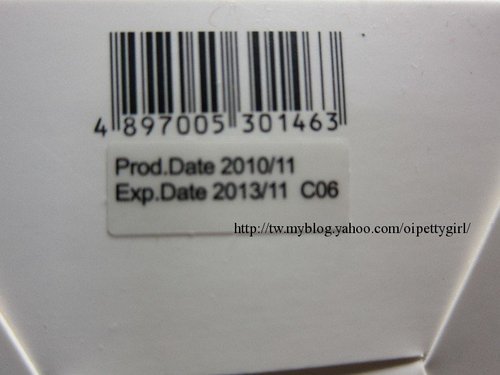 4 897005 301463
Prod.Date 2010/11
Exp.Date 2013/11 C06
http://tw.myblog.yahoo.com/oipettygirl/